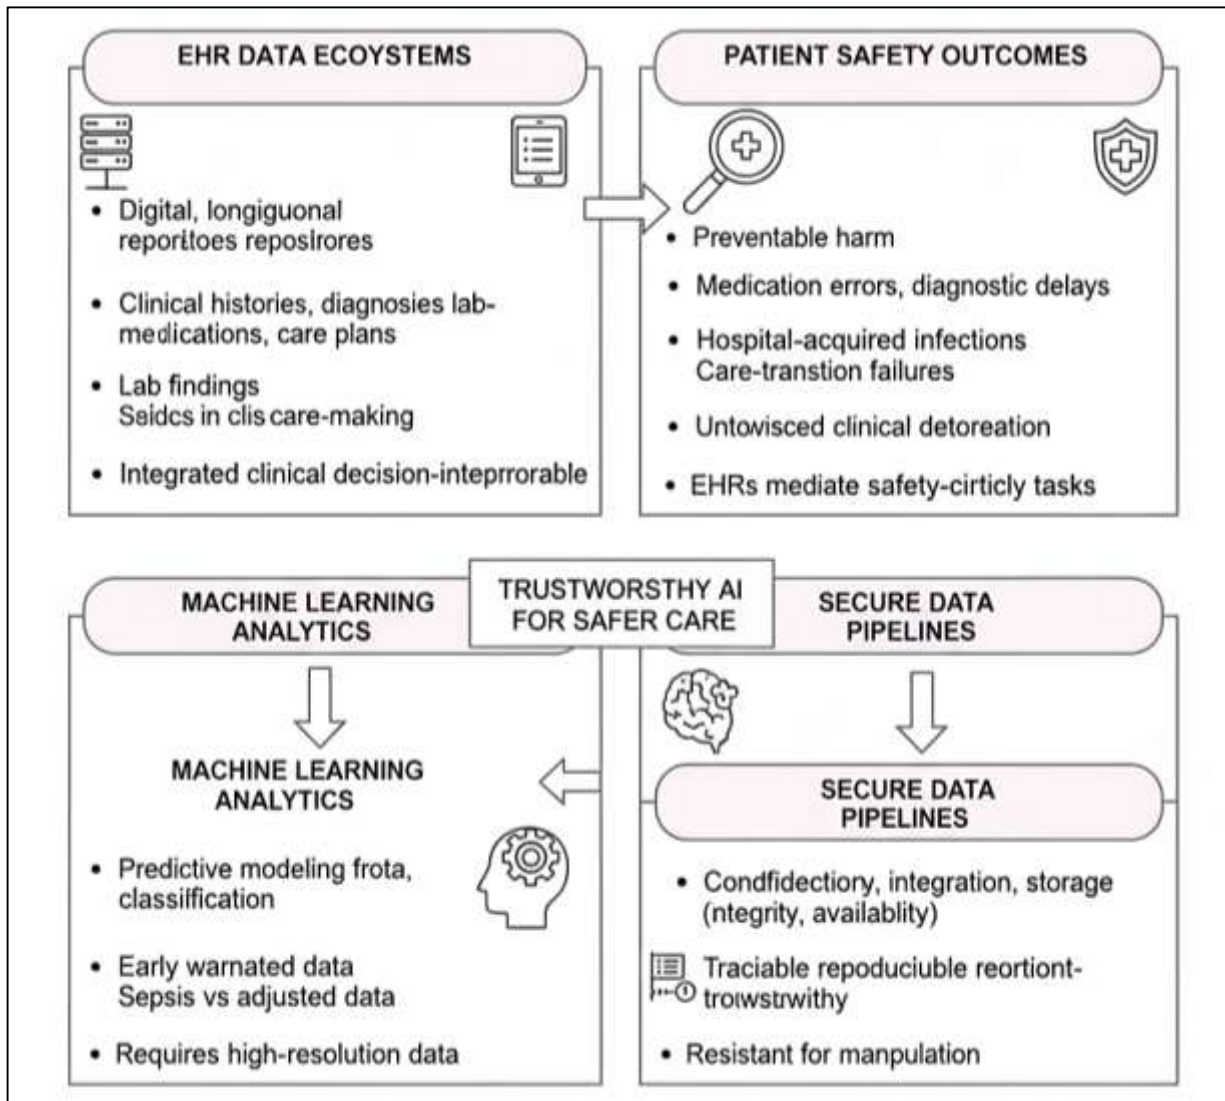 EHR DATA ECOYSTEMS
• Digital, longiguonal
reporitoes reposirores
• Clinical histories, diagnosies lab-
medications, care plans
• Lab findings
Seidcs in clis care-making
• Integrated clinical decision-inteprrorable
PATIENT SAFETY OUTCOMES
• Preventable harm
• Medication errors, diagnostic delays
• Hospital-acquired infections
Care-transtion failures
• Untowisced clinical detoreation
• EHRs mediate safety-cirticly tasks
TRUSTWORSTHY AI
FOR SAFER CARE
MACHINE LEARNING
ANALYTICS
MACHINE LEARNING
ANALYTICS
• Predictive modeling frota,
classification
• Early warnated data
Sepsis vs adjusted data
• Requires high-resolution data
SECURE DATA
PIPELINES
SECURE DATA
PIPELINES
• Condfidectiory, integration, storage
(ntegrity, availablity)
Traciable repoduciuble reortiont-
trowstrwithy
• Resistant for manpulation